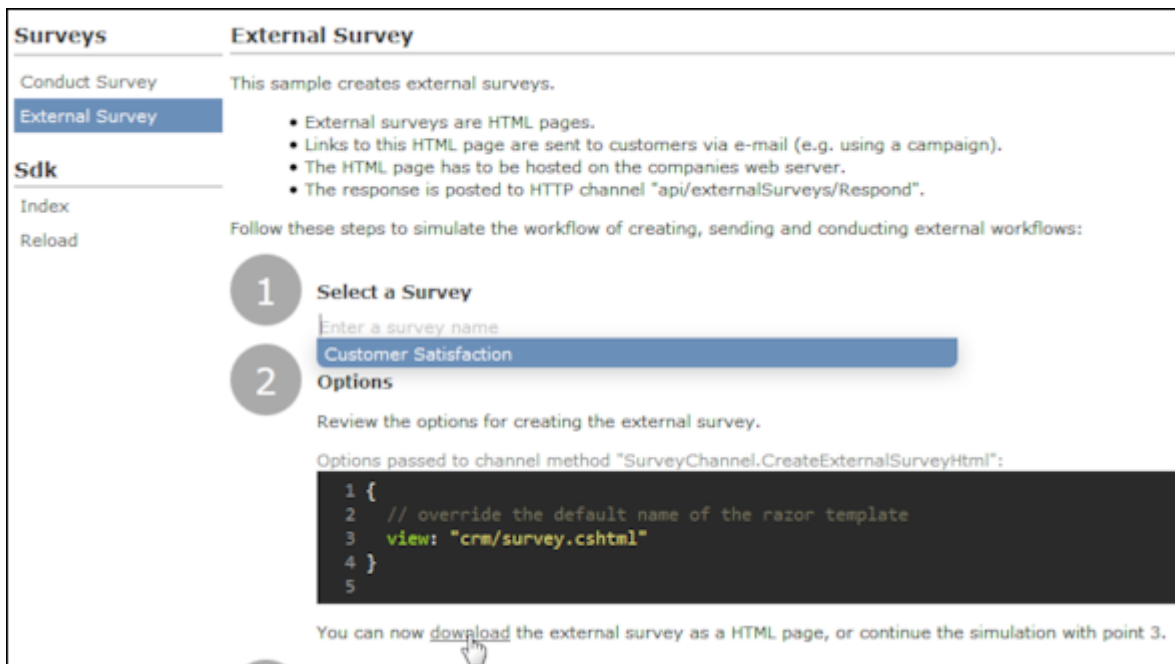 Surveys
Conduct Survey
External Survey
Sdk
Index
Reload
External Survey
This sample creates external surveys.
• External surveys are HTML pages.
• Links to this HTML page are sent to customers via e-mail (e.g. using a campaign).
• The HTML page has to be hosted on the companies web server.
• The response is posted to HTTP channel "api/externalSurveys/Respond".
Follow these steps to simulate the workflow of creating, sending and conducting external workflows:
1
Select a Survey
Enter a survey name
Customer Satisfaction
2
Options
Review the options for creating the external survey.
Options passed to channel method "SurveyChannel.CreateExternalSurveyHtml":
1 {
2 // override the default name of the razor template
3 view: "crm/survey.cshtml"
4 }
5
You can now download the external survey as a HTML page, or continue the simulation with point 3.